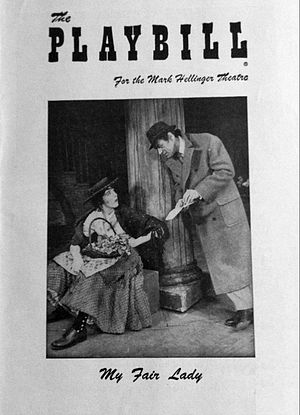 The
PLAYBILL
®
For the Mark Hellinger Theatre
My Fair Lady